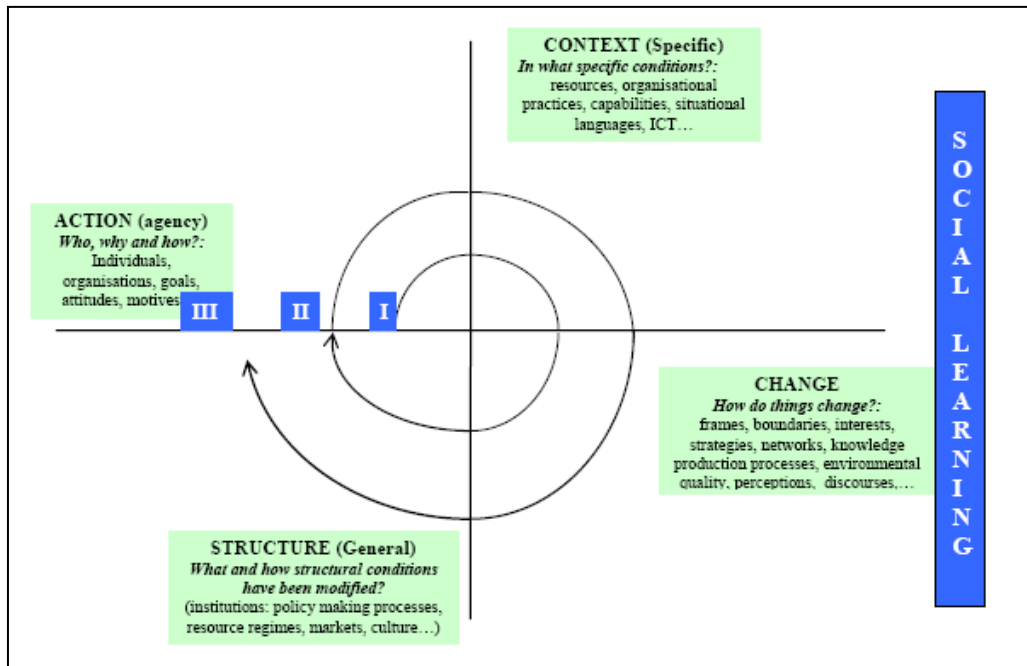 CONTEXT (Specific)
In what specific conditions?:
resources, organisational
practices, capabilities, situational
languages, ICT…
ACTION (agency)
Who, why and how?:
Individuals,
organisations, goals,
attitudes, motives
III
II
I
CHANGE
How do things change?:
frames, boundaries, interests,
strategies, networks, knowledge
production processes, environmental
quality, perceptions, discourses,…
STRUCTURE (General)
What and how structural conditions
have been modified?
(institutions: policy making processes,
resource regimes, markets, culture…)
SOCIAL LEARNING